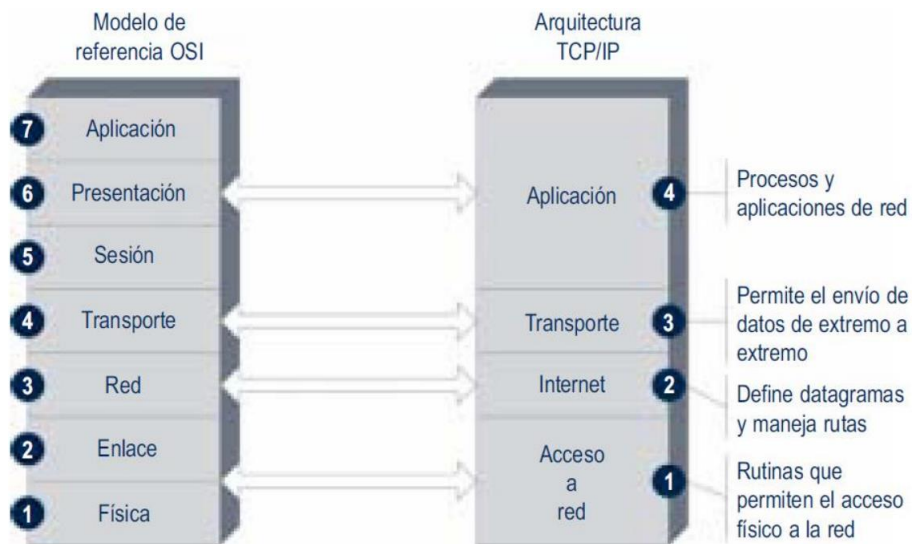 Modelo de
referencia OSI
7 Aplicación
6 Presentación
5 Sesión
4 Transporte
3 Red
2 Enlace
1 Física
Arquitectura
TCP/IP
Aplicación 4
Transporte 3
Internet 2
Acceso
a 1
red
Procesos y
aplicaciones de red
Permite el envío de
datos de extremo a
extremo
Define datagramas
y maneja rutas
Rutinas que
permiten el acceso
físico a la red